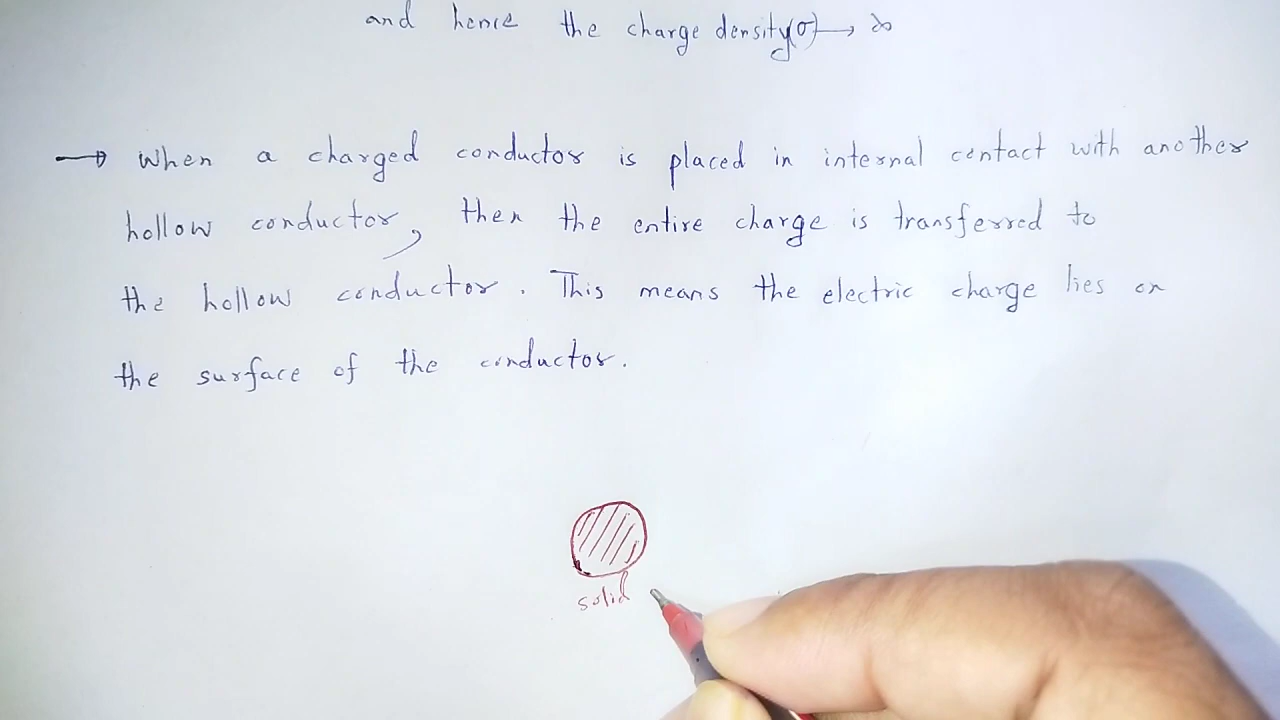 and hence the charge density(σ) → ∞
→ When a charged conductor is placed in internal contact with another
hollow conductor, then the entire charge is transferred to
the hollow conductor. This means the electric charge lies on
the surface of the conductor.
solid